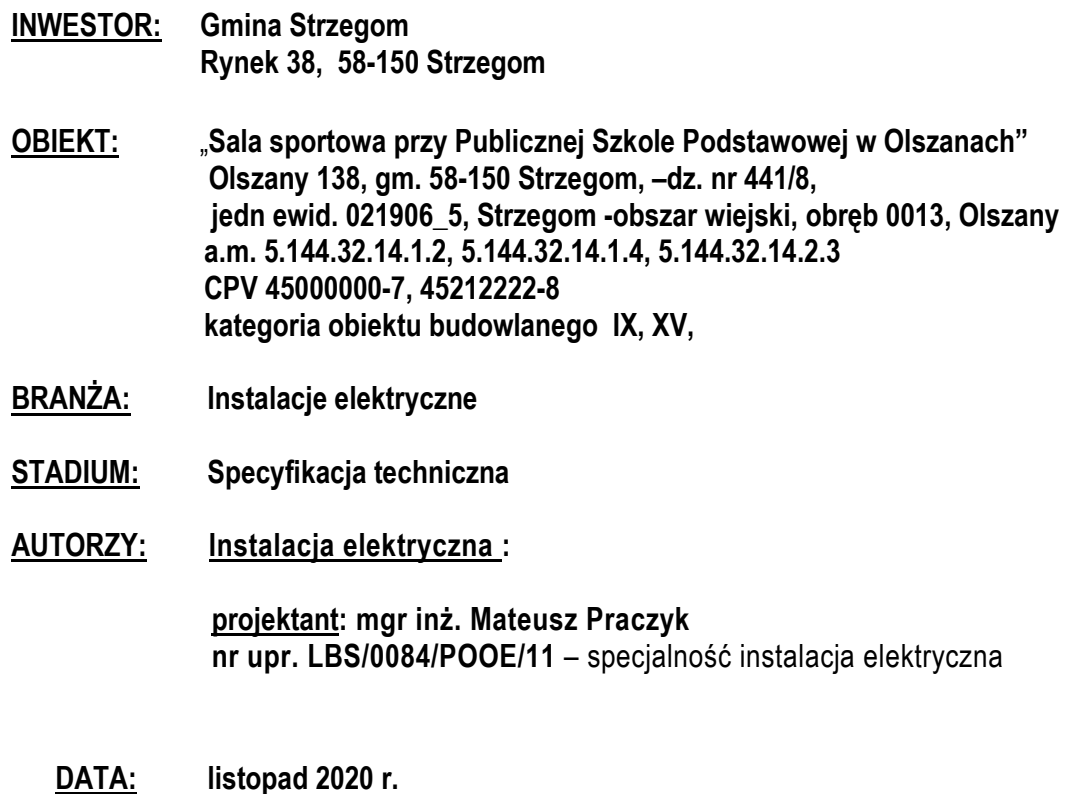 INWESTOR: Gmina Strzegom
Rynek 38, 58-150 Strzegom
OBIEKT: „Sala sportowa przy Publicznej Szkole Podstawowej w Olszanach”
Olszany 138, gm. 58-150 Strzegom, –dz. nr 441/8,
jedn ewid. 021906_5, Strzegom -obszar wiejski, obręb 0013, Olszany
a.m. 5.144.32.14.1.2, 5.144.32.14.1.4, 5.144.32.14.2.3
CPV 45000000-7, 45212222-8
kategoria obiektu budowlanego IX, XV,
BRANŻA: Instalacje elektryczne
STADIUM: Specyfikacja techniczna
AUTORZY: Instalacja elektryczna :
projektant: mgr inż. Mateusz Praczyk
nr upr. LBS/0084/POOE/11 – specjalność instalacja elektryczna
DATA: listopad 2020 r.